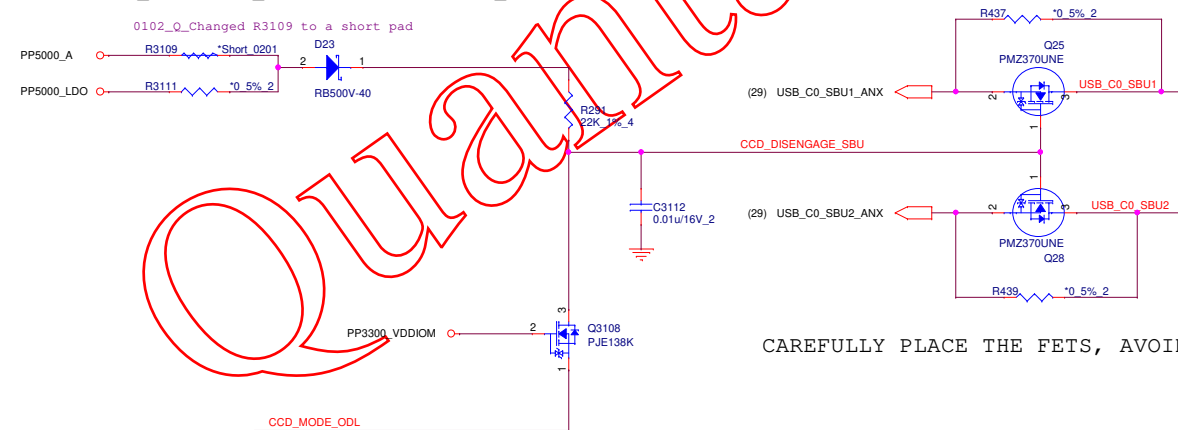 0102_Q_Changed R3109 to a short pad
R437 *0_5%_2
D23
Q25
PP5000_A R3109 *Short_0201
PMZ370UNE
2 1
PP5000_LDO R3111 *0_5%_2 RB500V-40
(29) USB_C0_SBU1_ANX 2 3 USB_C0_SBU1
R291
22K_1%_4
1
CCD_DISENGAGE_SBU
1
C3112
0.01u/16V_2
(29) USB_C0_SBU2_ANX 2 3 USB_C0_SBU2
PMZ370UNE
Q28
R439 *0_5%_2
3
PP3300_VDDIOM 2 Q3108
PJE138K
1
CAREFULLY PLACE THE FETS, AVOI
CCD_MODE_ODL
Quant